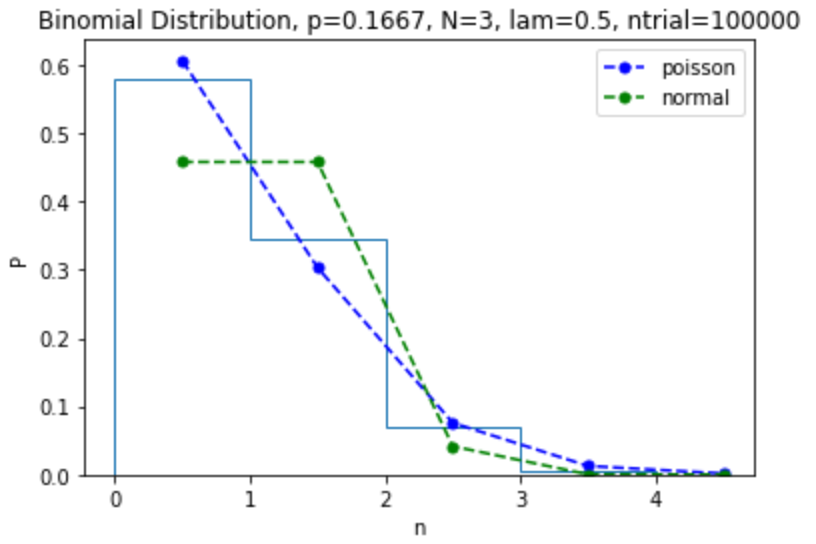 Binomial Distribution, p=0.1667, N=3, lam=0.5, ntrial=100000
poisson
normal
0.6
0.5
0.4
0.3
0.2
0.1
0.0
P
0 1 2 3 4
n